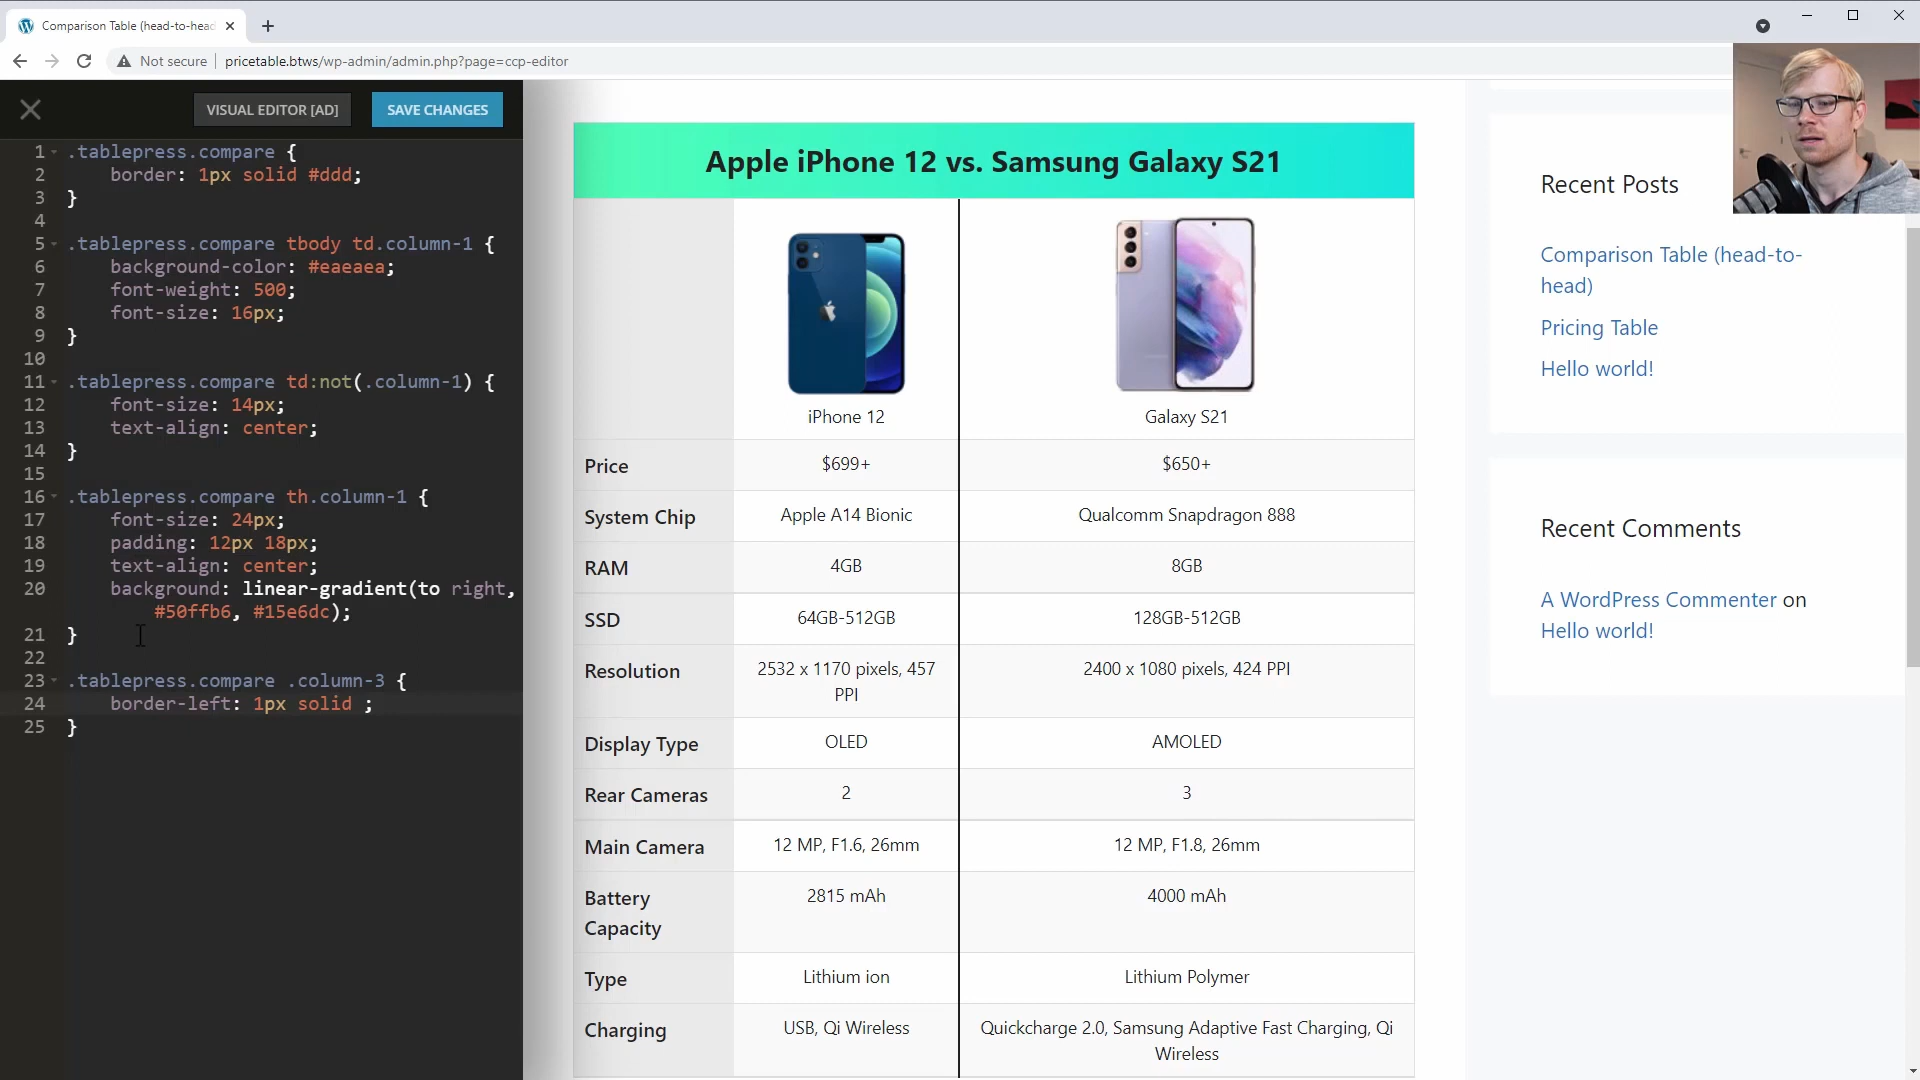 Comparison Table (head-to-head
Not secure
pricetable.btws/wp-admin/admin.php?page=ccp-editor
VISUAL EDITOR [AD]
SAVE CHANGES
1 .tablepress.compare {
2 border: 1px solid #ddd;
3 }
4
5 .tablepress.compare tbody td.column-1 {
6 background-color: #eaeaea;
7 font-weight: 500;
8 font-size: 16px;
9 }
10
11 .tablepress.compare td:not(.column-1) {
12 font-size: 14px;
13 text-align: center;
14 }
15
16 .tablepress.compare th.column-1 {
17 font-size: 24px;
18 padding: 12px 18px;
19 text-align: center;
20 background: linear-gradient(to right,
#50ffb6, #15e6dc);
21 }
22
23 .tablepress.compare .column-3 {
24 border-left: 1px solid ;
25 }
Apple iPhone 12 vs. Samsung Galaxy S21
iPhone 12 Galaxy S21
Price $699+ $650+
System Chip Apple A14 Bionic Qualcomm Snapdragon 888
RAM 4GB 8GB
SSD 64GB-512GB 128GB-512GB
Resolution 2532 x 1170 pixels, 457 2400 x 1080 pixels, 424 PPI
PPI
Display Type OLED AMOLED
Rear Cameras 2 3
Main Camera 12 MP, F1.6, 26mm 12 MP, F1.8, 26mm
Battery 2815 mAh 4000 mAh
Capacity
Type Lithium ion Lithium Polymer
Charging USB, Qi Wireless Quickcharge 2.0, Samsung Adaptive Fast Charging, Qi
Wireless
Recent Posts
Comparison Table (head-to-
head)
Pricing Table
Hello world!
Recent Comments
A WordPress Commenter on
Hello world!